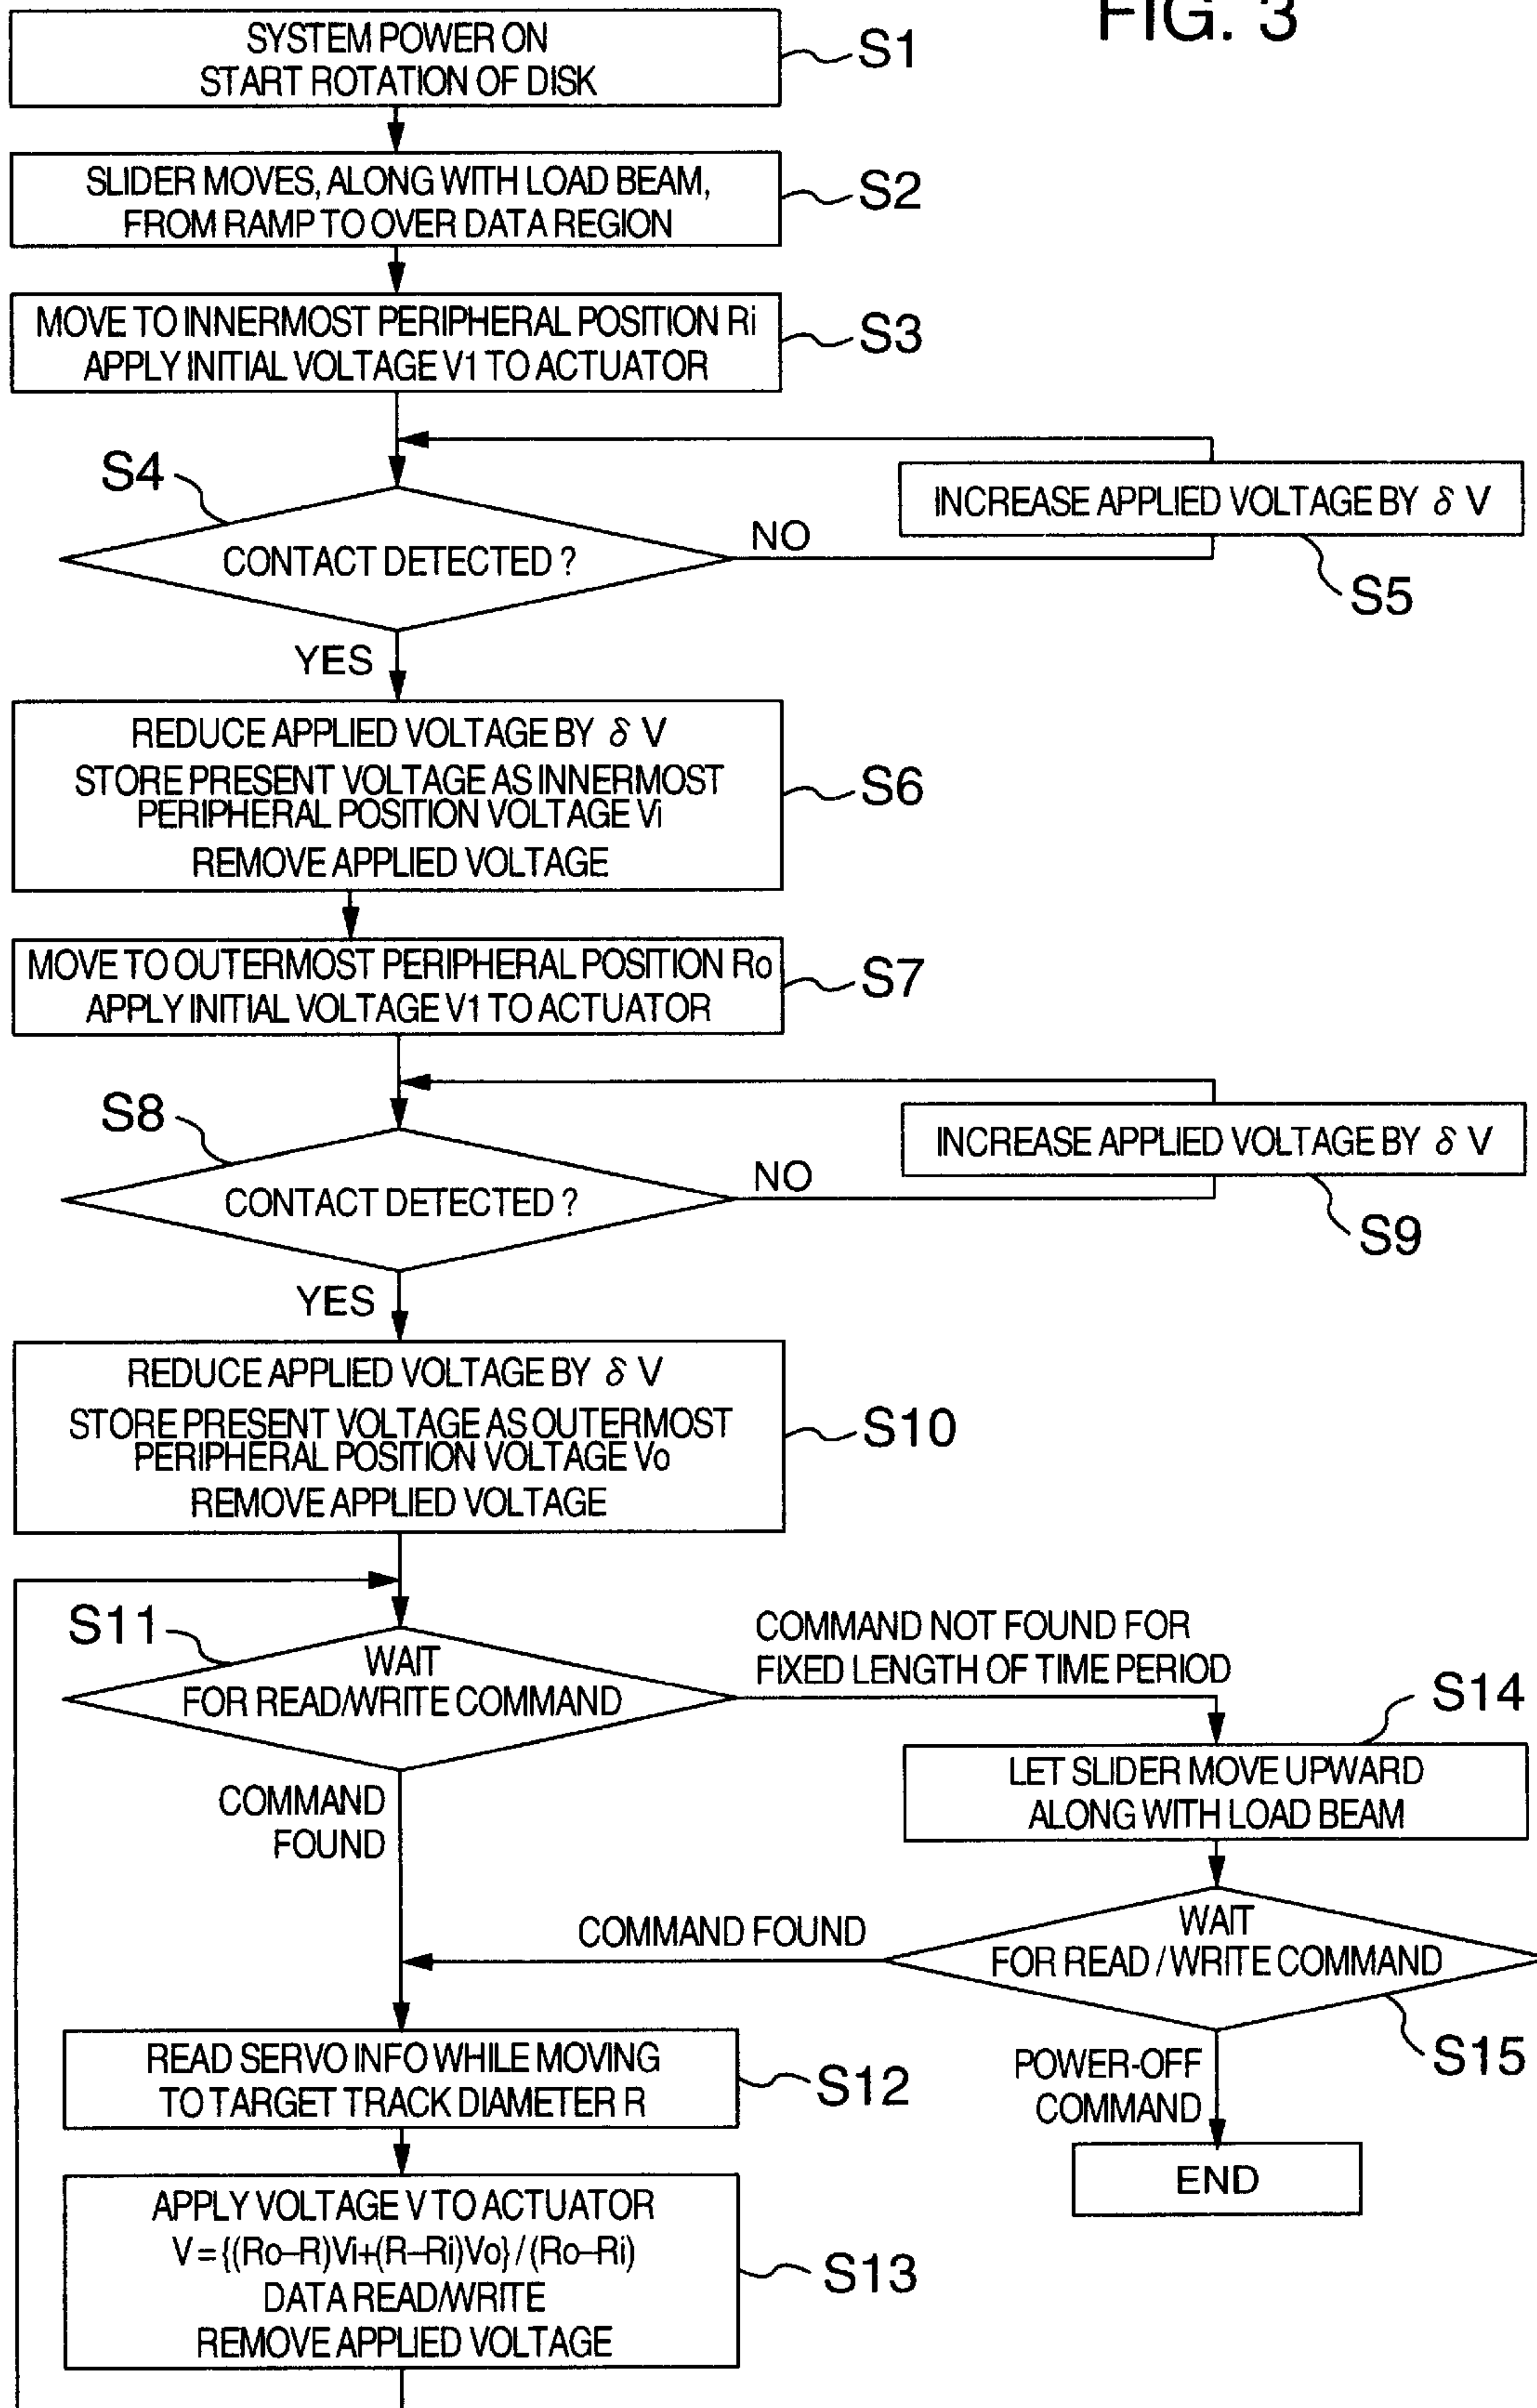 FIG. 3
SYSTEM POWER ON
START ROTATION OF DISK
S1
SLIDER MOVES, ALONG WITH LOAD BEAM,
FROM RAMP TO OVER DATA REGION
S2
MOVE TO INNERMOST PERIPHERAL POSITION Ri
APPLY INITIAL VOLTAGE V1 TO ACTUATOR
S3
S4
CONTACT DETECTED ?
NO
INCREASE APPLIED VOLTAGE BY δ V
S5
YES
REDUCE APPLIED VOLTAGE BY δ V
STORE PRESENT VOLTAGE AS INNERMOST
PERIPHERAL POSITION VOLTAGE Vi
REMOVE APPLIED VOLTAGE
S6
MOVE TO OUTERMOST PERIPHERAL POSITION Ro
APPLY INITIAL VOLTAGE V1 TO ACTUATOR
S7
S8
CONTACT DETECTED ?
NO
INCREASE APPLIED VOLTAGE BY δ V
S9
YES
REDUCE APPLIED VOLTAGE BY δ V
STORE PRESENT VOLTAGE AS OUTERMOST
PERIPHERAL POSITION VOLTAGE Vo
REMOVE APPLIED VOLTAGE
S10
S11
WAIT
FOR READ/WRITE COMMAND
COMMAND NOT FOUND FOR
FIXED LENGTH OF TIME PERIOD
S14
LET SLIDER MOVE UPWARD
ALONG WITH LOAD BEAM
COMMAND
FOUND
COMMAND FOUND
WAIT
FOR READ / WRITE COMMAND
S15
POWER-OFF
COMMAND
END
READ SERVO INFO WHILE MOVING
TO TARGET TRACK DIAMETER R
S12
APPLY VOLTAGE V TO ACTUATOR
V = {(Ro–R)Vi+(R–Ri)Vo} / (Ro–Ri)
DATA READ/WRITE
REMOVE APPLIED VOLTAGE
S13